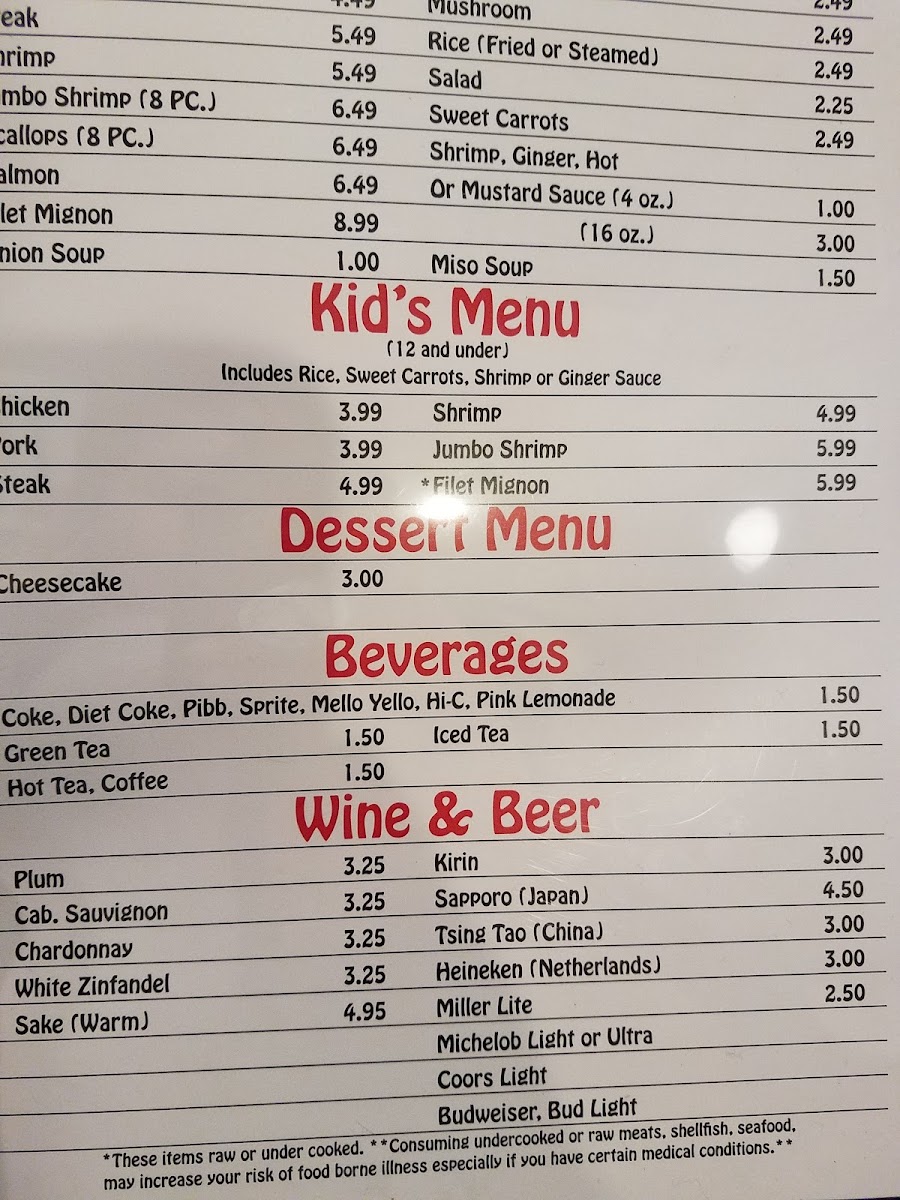 4.49 2.49
eak 5.49 Mushroom 2.49
hrimp 5.49 Rice (Fried or Steamed) 2.49
mbo Shrimp (8 PC.) 6.49 Salad 2.25
callops (8 PC.) 6.49 Sweet Carrots 2.49
almon 6.49 Shrimp, Ginger, Hot
let Mignon 8.99 Or Mustard Sauce (4 oz.) 1.00
(16 oz.) 3.00
nion Soup 1.00 Miso Soup 1.50
Kid's Menu
(12 and under)
Includes Rice, Sweet Carrots, Shrimp or Ginger Sauce
hicken 3.99 Shrimp 4.99
ork 3.99 Jumbo Shrimp 5.99
Steak 4.99 *Filet Mignon 5.99
Dessert Menu
Cheesecake 3.00
Beverages
Coke, Diet Coke, Pibb, Sprite, Mello Yello, Hi-C, Pink Lemonade 1.50
Green Tea 1.50 Iced Tea 1.50
Hot Tea, Coffee 1.50
Wine & Beer
Plum 3.25 Kirin 3.00
Cab. Sauvignon 3.25 Sapporo (Japan) 4.50
Chardonnay 3.25 Tsing Tao (China) 3.00
White Zinfandel 3.25 Heineken (Netherlands) 3.00
Sake (Warm) 4.95 Miller Lite 2.50
Michelob Light or Ultra
Coors Light
Budweiser, Bud Light
*These items raw or under cooked. **Consuming undercooked or raw meats, shellfish, seafood,
may increase your risk of food borne illness especially if you have certain medical conditions.**